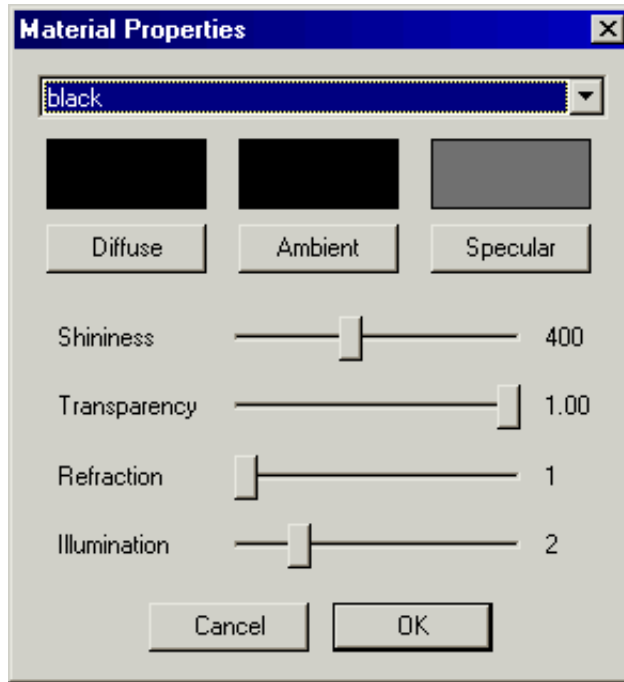 Material Properties
black
Diffuse Ambient Specular
Shininess 400
Transparency 1.00
Refraction 1
Illumination 2
Cancel OK